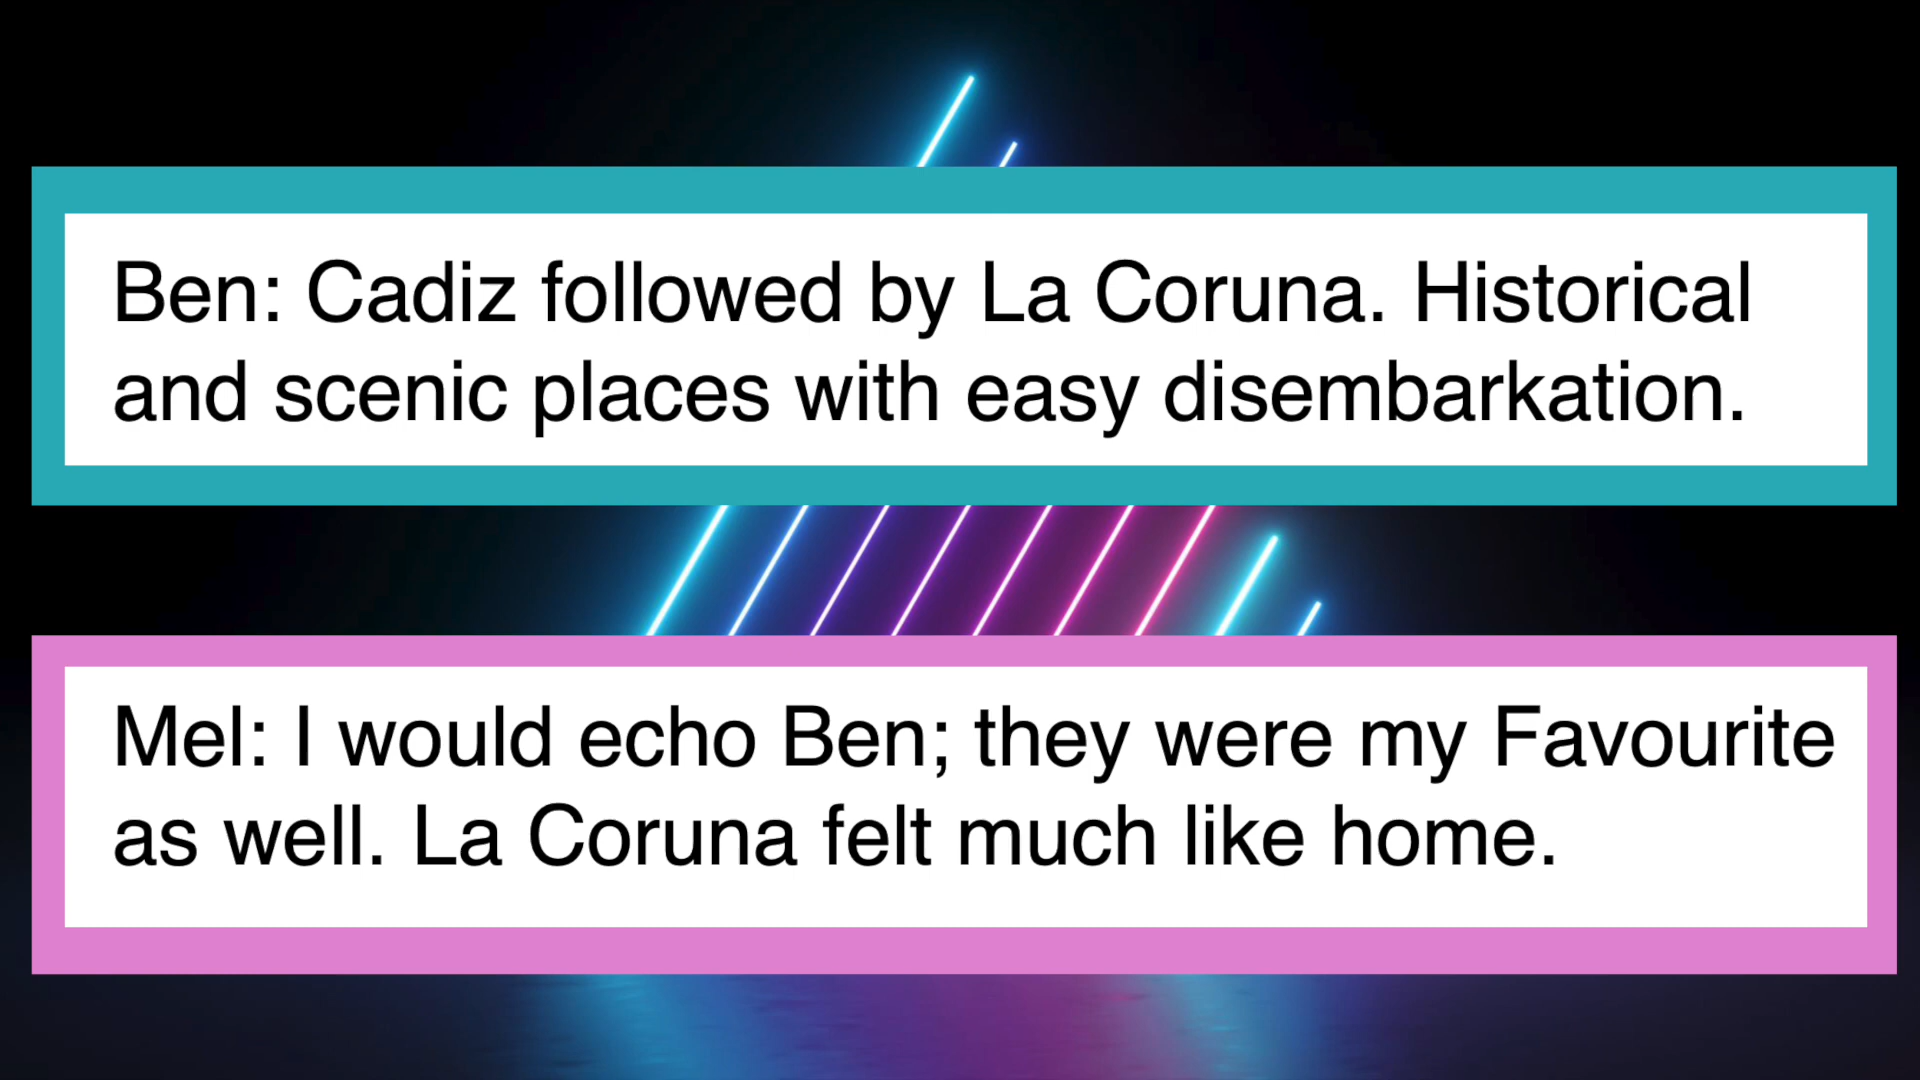 Ben: Cadiz followed by La Coruna. Historical
and scenic places with easy disembarkation.
Mel: I would echo Ben; they were my Favourite
as well. La Coruna felt much like home.